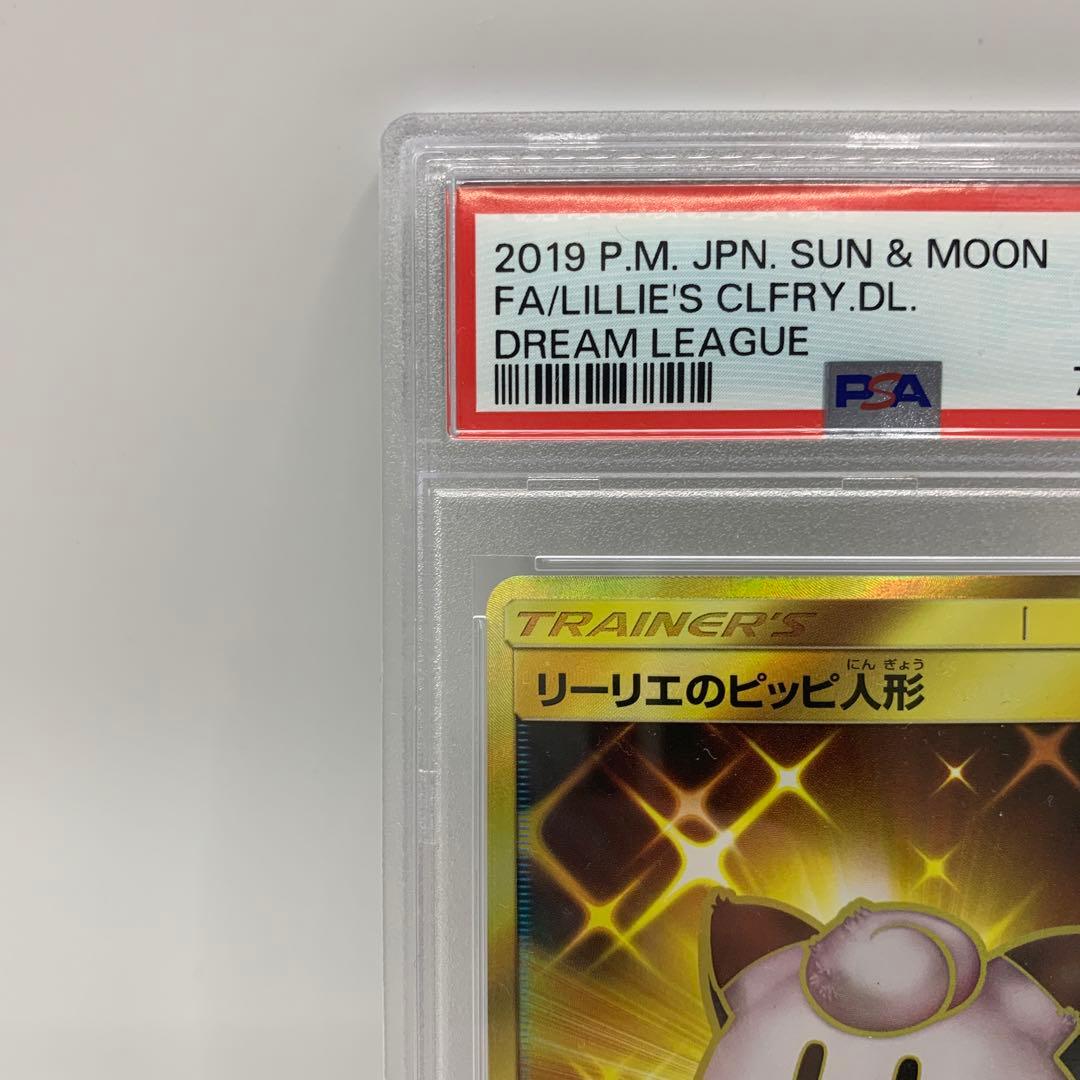 2019 P.M. JPN. SUN & MOON
FA/LILLIE'S CLFRY.DL.
DREAM LEAGUE
PSA
7
TRAINER'S
にん ぎょう
リーリエのピッピ人形